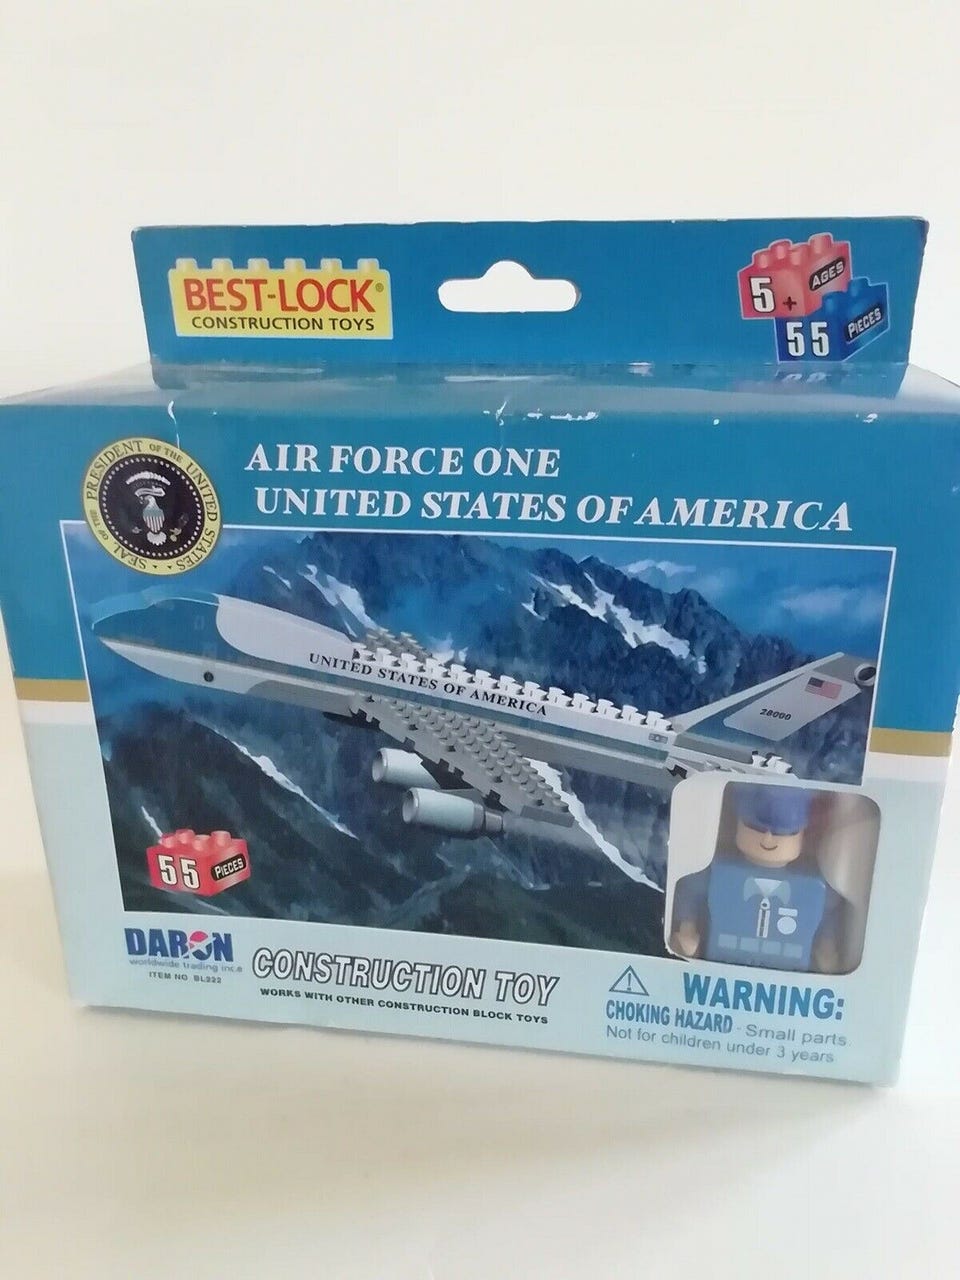 BEST-LOCK®
CONSTRUCTION TOYS
5+ AGES
55 PIECES
SEAL OF THE PRESIDENT OF THE UNITED STATES
AIR FORCE ONE
UNITED STATES OF AMERICA
UNITED STATES OF AMERICA
28000
55 PIECES
DARON
worldwide trading inc.®
ITEM NO. BL222
CONSTRUCTION TOY
WORKS WITH OTHER CONSTRUCTION BLOCK TOYS
WARNING:
CHOKING HAZARD - Small parts.
Not for children under 3 years